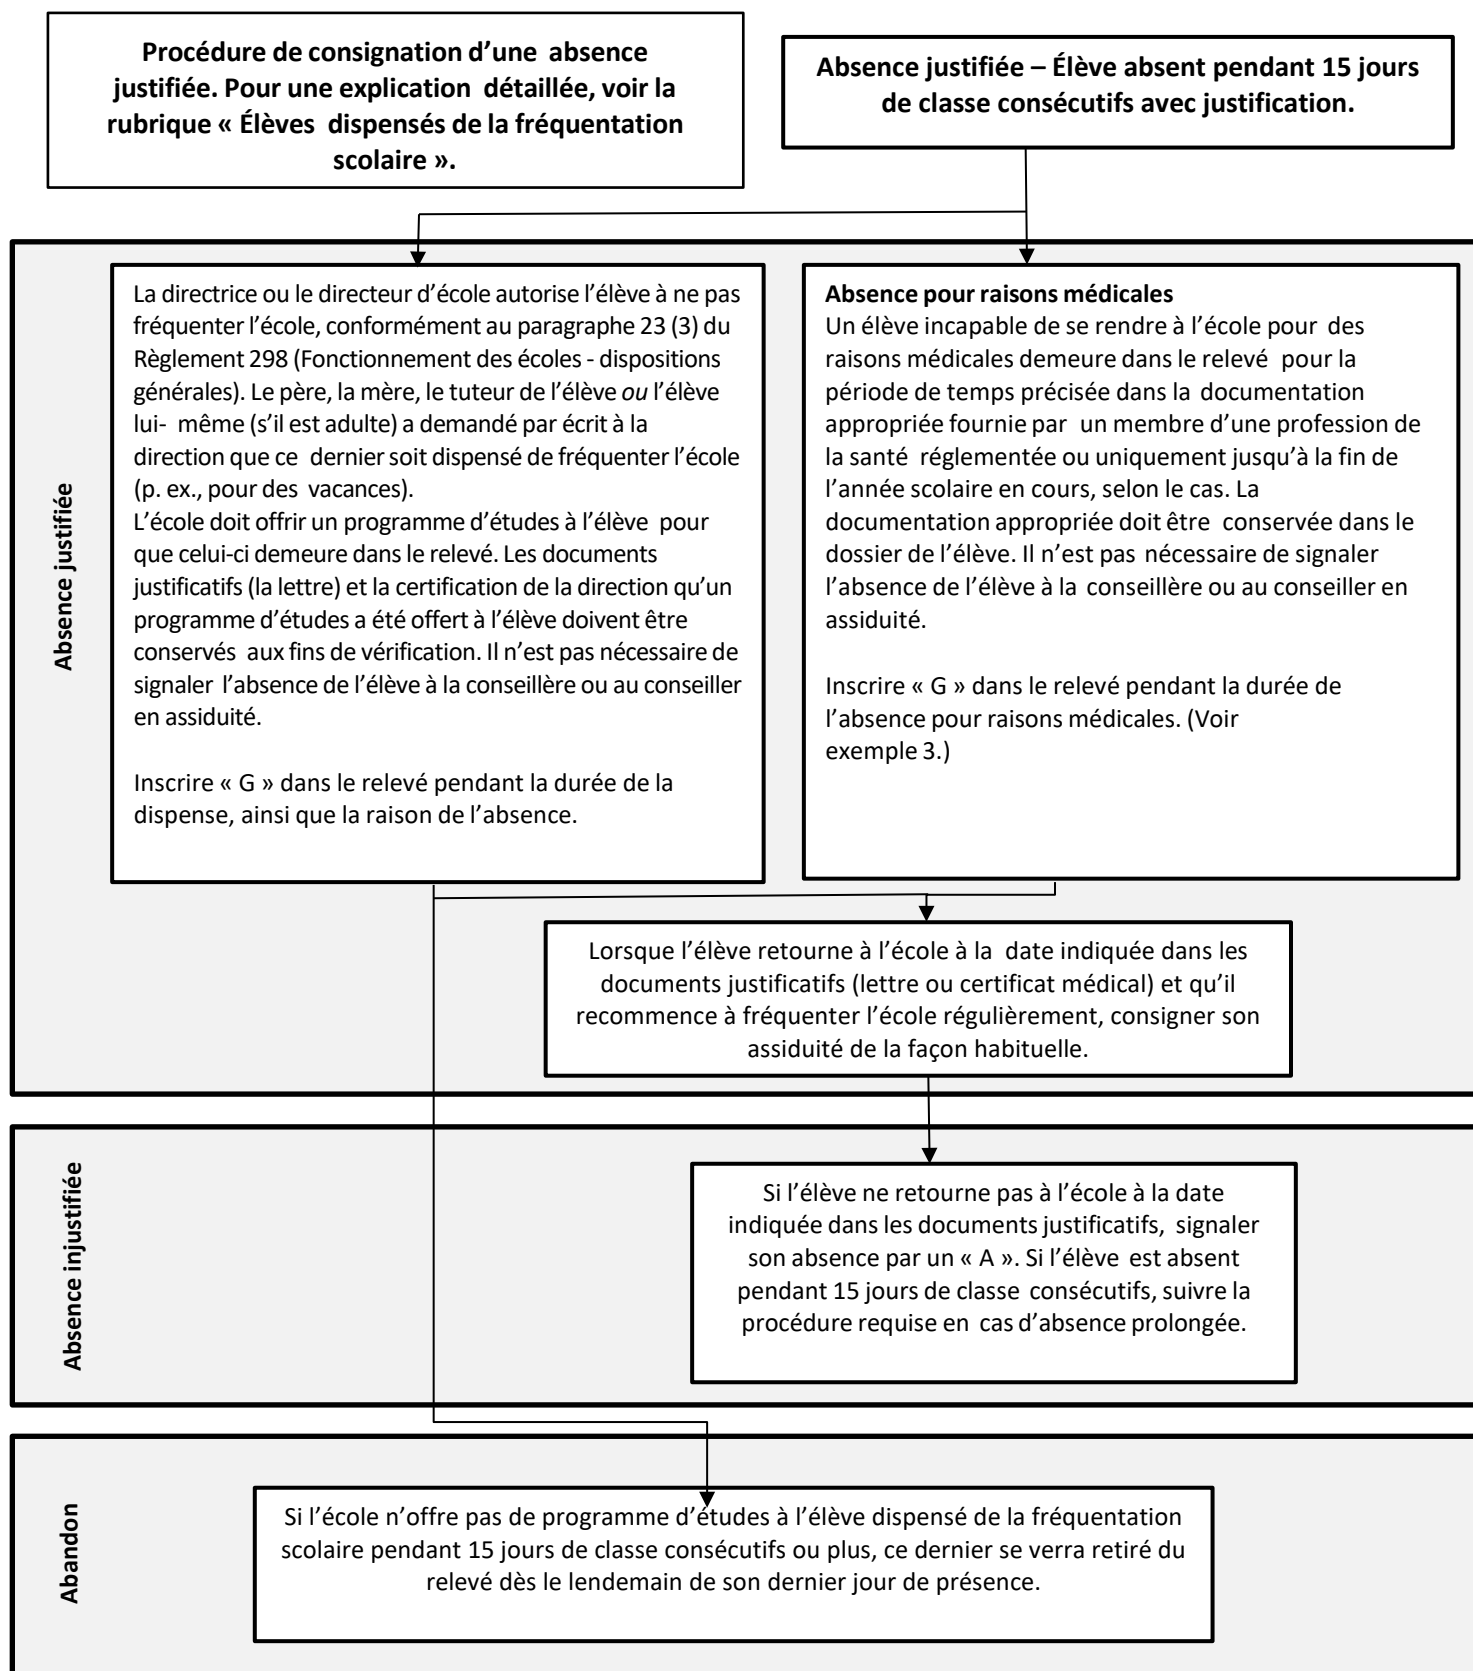 Procédure de consignation d’une absence
justifiée. Pour une explication détaillée, voir la
rubrique « Élèves dispensés de la fréquentation
scolaire ».
Absence justifiée – Élève absent pendant 15 jours
de classe consécutifs avec justification.
Absence justifiée
La directrice ou le directeur d’école autorise l’élève à ne pas
fréquenter l’école, conformément au paragraphe 23 (3) du
Règlement 298 (Fonctionnement des écoles - dispositions
générales). Le père, la mère, le tuteur de l’élève ou l’élève
lui- même (s’il est adulte) a demandé par écrit à la
direction que ce dernier soit dispensé de fréquenter l’école
(p. ex., pour des vacances).
L’école doit offrir un programme d’études à l’élève pour
que celui-ci demeure dans le relevé. Les documents
justificatifs (la lettre) et la certification de la direction qu’un
programme d’études a été offert à l’élève doivent être
conservés aux fins de vérification. Il n’est pas nécessaire de
signaler l’absence de l’élève à la conseillère ou au conseiller
en assiduité.
Inscrire « G » dans le relevé pendant la durée de la
dispense, ainsi que la raison de l’absence.
Absence pour raisons médicales
Un élève incapable de se rendre à l’école pour des
raisons médicales demeure dans le relevé pour la
période de temps précisée dans la documentation
appropriée fournie par un membre d’une profession de
la santé réglementée ou uniquement jusqu’à la fin de
l’année scolaire en cours, selon le cas. La
documentation appropriée doit être conservée dans le
dossier de l’élève. Il n’est pas nécessaire de signaler
l’absence de l’élève à la conseillère ou au conseiller en
assiduité.
Inscrire « G » dans le relevé pendant la durée de
l’absence pour raisons médicales. (Voir
exemple 3.)
Lorsque l’élève retourne à l’école à la date indiquée dans les
documents justificatifs (lettre ou certificat médical) et qu’il
recommence à fréquenter l’école régulièrement, consigner son
assiduité de la façon habituelle.
Absence injustifiée
Si l’élève ne retourne pas à l’école à la date
indiquée dans les documents justificatifs, signaler
son absence par un « A ». Si l’élève est absent
pendant 15 jours de classe consécutifs, suivre la
procédure requise en cas d’absence prolongée.
Abandon
Si l’école n’offre pas de programme d’études à l’élève dispensé de la fréquentation
scolaire pendant 15 jours de classe consécutifs ou plus, ce dernier se verra retiré du
relevé dès le lendemain de son dernier jour de présence.